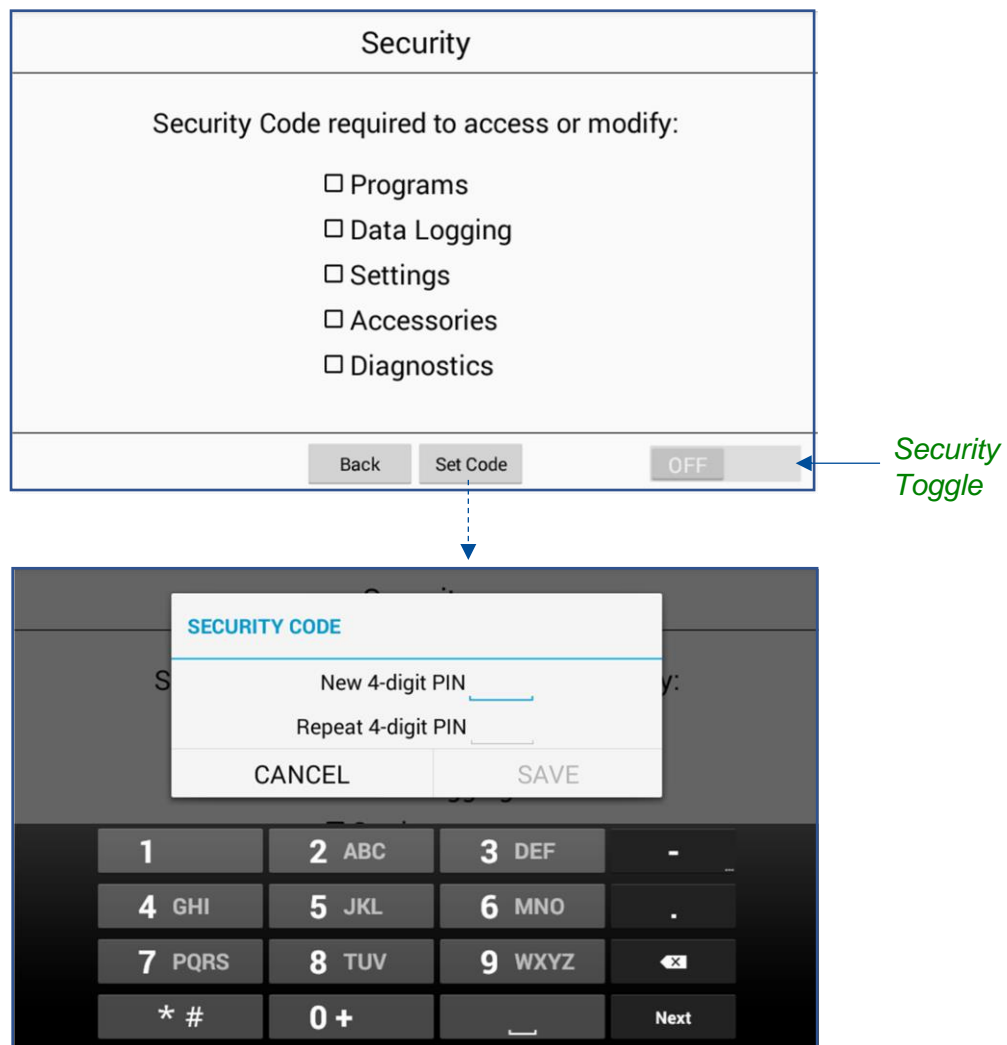 Security
Security Code required to access or modify:
Programs
Data Logging
Settings
Accessories
Diagnostics
Back
Set Code
OFF
Security
Toggle
SECURITY CODE
New 4-digit PIN
Repeat 4-digit PIN
CANCEL
SAVE
1
2 ABC
3 DEF
-
4 GHI
5 JKL
6 MNO
.
7 PQRS
8 TUV
9 WXYZ
* #
0 +
Next